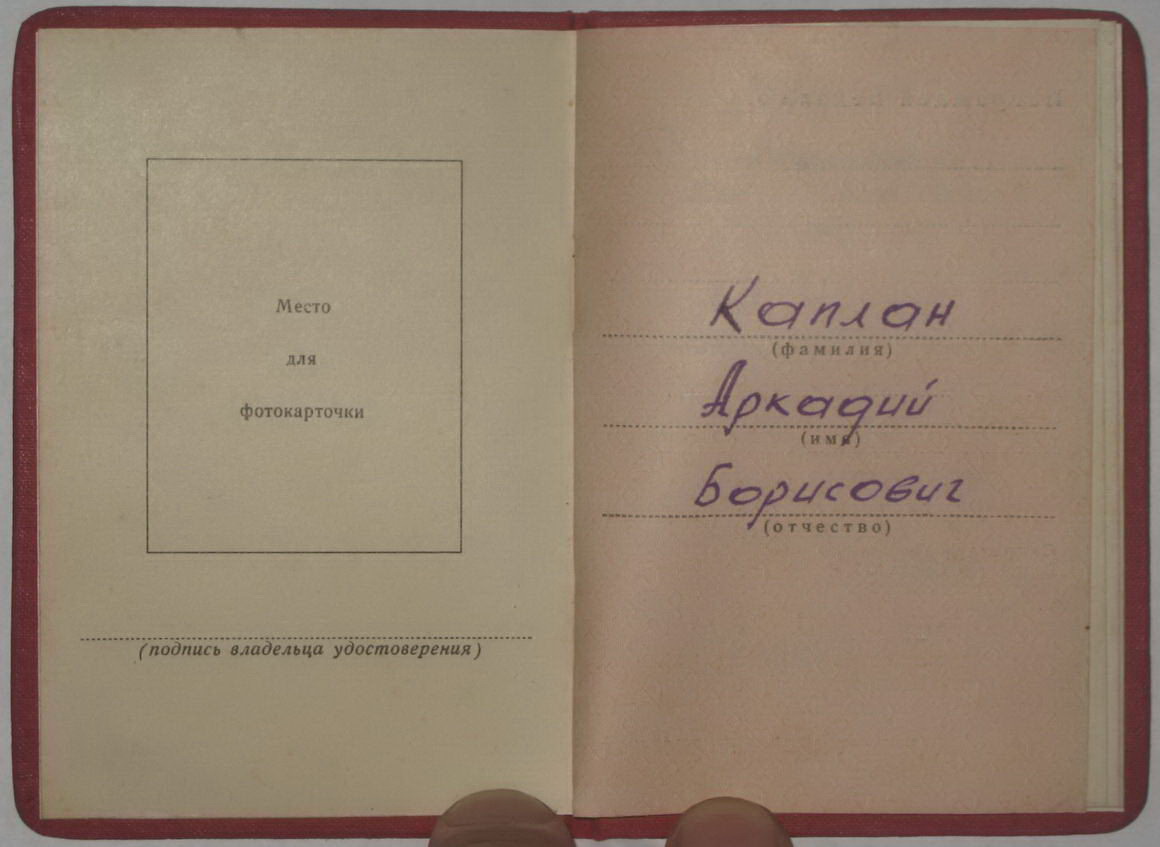 Место
для
фотокарточки
(подпись владельца удостоверения)
Каплан
(фамилия)
Аркадий
(имя)
Борисович
(отчество)